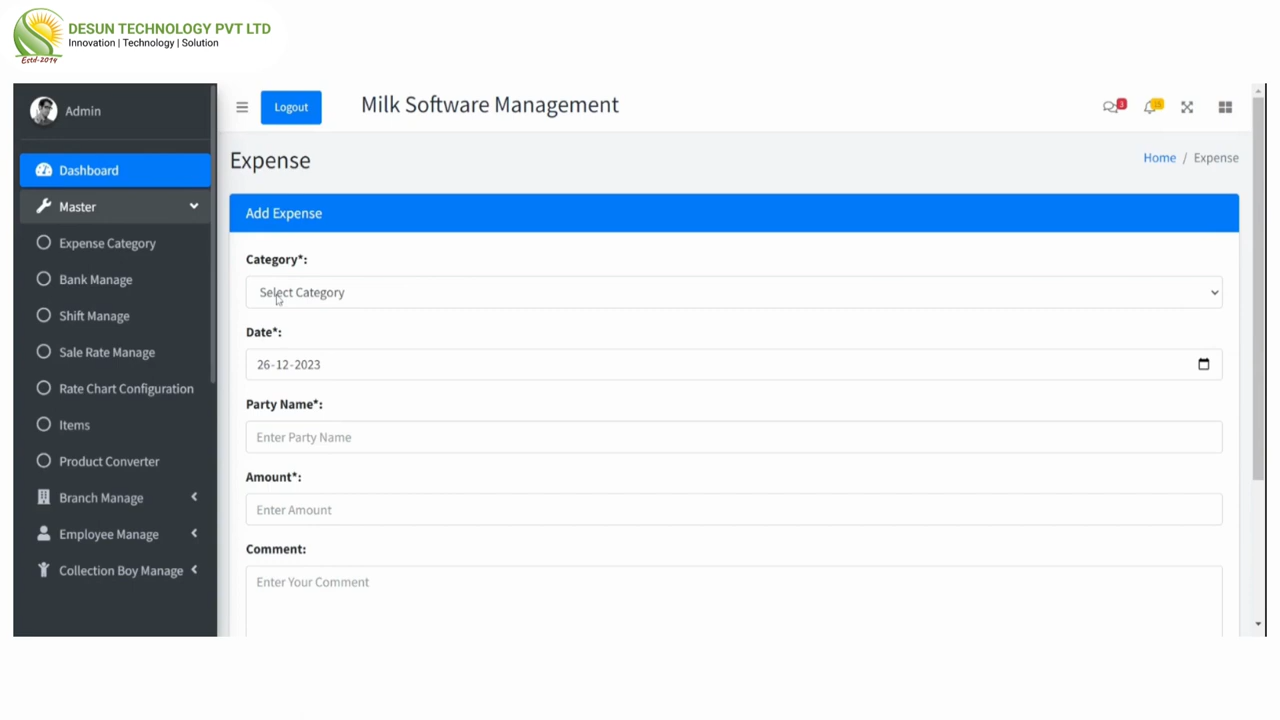 DESUN TECHNOLOGY PVT LTD
Innovation | Technology | Solution
Estd-2014
Admin
Logout
Milk Software Management
3
15
Dashboard
Master
Expense Category
Bank Manage
Shift Manage
Sale Rate Manage
Rate Chart Configuration
Items
Product Converter
Branch Manage
Employee Manage
Collection Boy Manage
Expense
Home / Expense
Add Expense
Category*:
Select Category
Date*:
26-12-2023
Party Name*:
Enter Party Name
Amount*:
Enter Amount
Comment:
Enter Your Comment